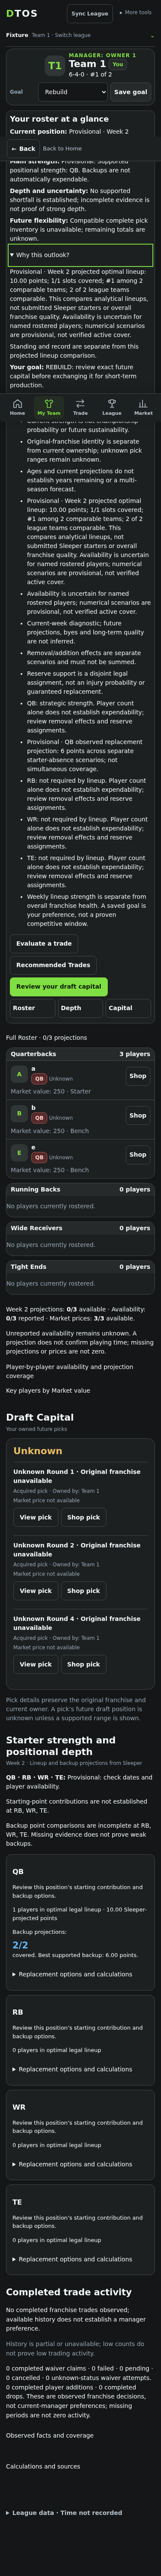 DTOS
Sync League
▸ More tools
Fixture Team 1 · Switch league
T1
MANAGER: OWNER 1
Team 1 You
6-4-0 · #1 of 2
Goal
Rebuild
Save goal
Your roster at a glance
Current position: Provisional · Week 2
← Back
Back to Home
positional strength: QB. Backups are not
automatically expendable.
Depth and uncertainty: No supported
shortfall is established; incomplete evidence is
not proof of strong depth.
Future flexibility: Compatible complete pick
inventory is unavailable; remaining totals are
unknown.
▾ Why this outlook?
Provisional · Week 2 projected optimal lineup:
10.00 points; 1/1 slots covered; #1 among 2
comparable teams; 2 of 2 league teams
comparable. This compares analytical lineups,
not submitted Sleeper starters or overall
franchise quality. Availability is uncertain for
named rostered players; numerical scenarios
are provisional, not verified active cover.
Standing and record are separate from this
projected lineup comparison.
Your goal: REBUILD: review exact future
capital before exchanging it for short-term
production.
Home
My Team
Trade
League
Market
certainty or future usefulness.
Original-franchise identity is separate
from current ownership; unknown pick
ranges remain unknown.
Ages and current projections do not
establish peak years or a multi-
season forecast.
Provisional · Week 2 projected optimal
lineup: 10.00 points; 1/1 slots covered;
#1 among 2 comparable teams; 2 of 2
league teams comparable. This
compares analytical lineups, not
submitted Sleeper starters or overall
franchise quality. Availability is
uncertain for named rostered players;
numerical scenarios are provisional,
not verified active cover.
Availability is uncertain for named
rostered players; numerical scenarios
are provisional, not verified active
cover.
Current-week diagnostic; future
projections, byes and long-term quality
are not inferred.
Removal/addition effects are separate
scenarios and must not be summed.
Reserve support is a disjoint legal
assignment, not an injury probability or
guaranteed replacement.
QB: strategic strength. Player count
alone does not establish expendability;
review removal effects and reserve
assignments.
Provisional · QB bounded replacement
projection: 6 points across separate
starter-absence scenarios; not
simultaneous coverage.
RB: not required by lineup. Player count
alone does not establish expendability;
review removal effects and reserve
assignments.
WR: not required by lineup. Player count
alone does not establish expendability;
review removal effects and reserve
assignments.
TE: not required by lineup. Player count
alone does not establish expendability;
review removal effects and reserve
assignments.
Weekly lineup strength is separate from
overall franchise health. A saved goal is
your preference, not a proven
competitive window.
Evaluate a trade
Recommended Trades
Review your draft capital
Roster
Depth
Capital
Full Roster · 0/3 projections
Quarterbacks 3 players
A
a
QB Unknown
Shop
Market value: 250 · Starter
B
b
QB Unknown
Shop
Market value: 250 · Bench
E
e
QB Unknown
Shop
Market value: 250 · Bench
Running Backs 0 players
No players currently rostered.
Wide Receivers 0 players
No players currently rostered.
Tight Ends 0 players
No players currently rostered.
Week 2 projections: 0/3 available · Availability:
0/3 reported · Market prices: 3/3 available.
Unreported availability remains unknown. A
projection does not confirm playing time; missing
projections or prices are not zero.
Player-by-player availability and projection
coverage
Key players by Market value
Draft Capital
Your owned future picks
Unknown
Unknown Round 1 · Original franchise
unavailable
Acquired pick · Owned by: Team 1
Market price not available
View pick
Shop pick
Unknown Round 2 · Original franchise
unavailable
Acquired pick · Owned by: Team 1
Market price not available
View pick
Shop pick
Unknown Round 4 · Original franchise
unavailable
Acquired pick · Owned by: Team 1
Market price not available
View pick
Shop pick
Pick details preserve the original franchise and
current owner. A pick's future draft position is
unknown unless a supported range is shown.
Starter strength and
positional depth
Week 2 · Lineup and backup projections from Sleeper
QB · RB · WR · TE: Provisional: check dates and
player availability.
Starting-point contributions are not established
at RB, WR, TE.
Backup point comparisons are incomplete at RB,
WR, TE. Missing evidence does not prove weak
backups.
QB
Review this position's starting contribution and
backup options.
1 players in optimal legal lineup · 10.00 Sleeper-
projected points
Backup projections:
2/2
covered. Best supported backup: 6.00 points.
▸ Replacement options and calculations
RB
Review this position's starting contribution and
backup options.
0 players in optimal legal lineup
▸ Replacement options and calculations
WR
Review this position's starting contribution and
backup options.
0 players in optimal legal lineup
▸ Replacement options and calculations
TE
Review this position's starting contribution and
backup options.
0 players in optimal legal lineup
▸ Replacement options and calculations
Completed trade activity
No completed franchise trades observed;
available history does not establish a manager
preference.
History is partial or unavailable; low counts do
not prove low trading activity.
0 completed waiver claims · 0 failed · 0 pending ·
0 cancelled · 0 unknown-status waiver attempts.
0 completed player additions · 0 completed
drops. These are observed franchise decisions,
not current-manager preferences; missing
periods are not zero activity.
Observed facts and coverage
Calculations and sources
▸ League data · Time not recorded